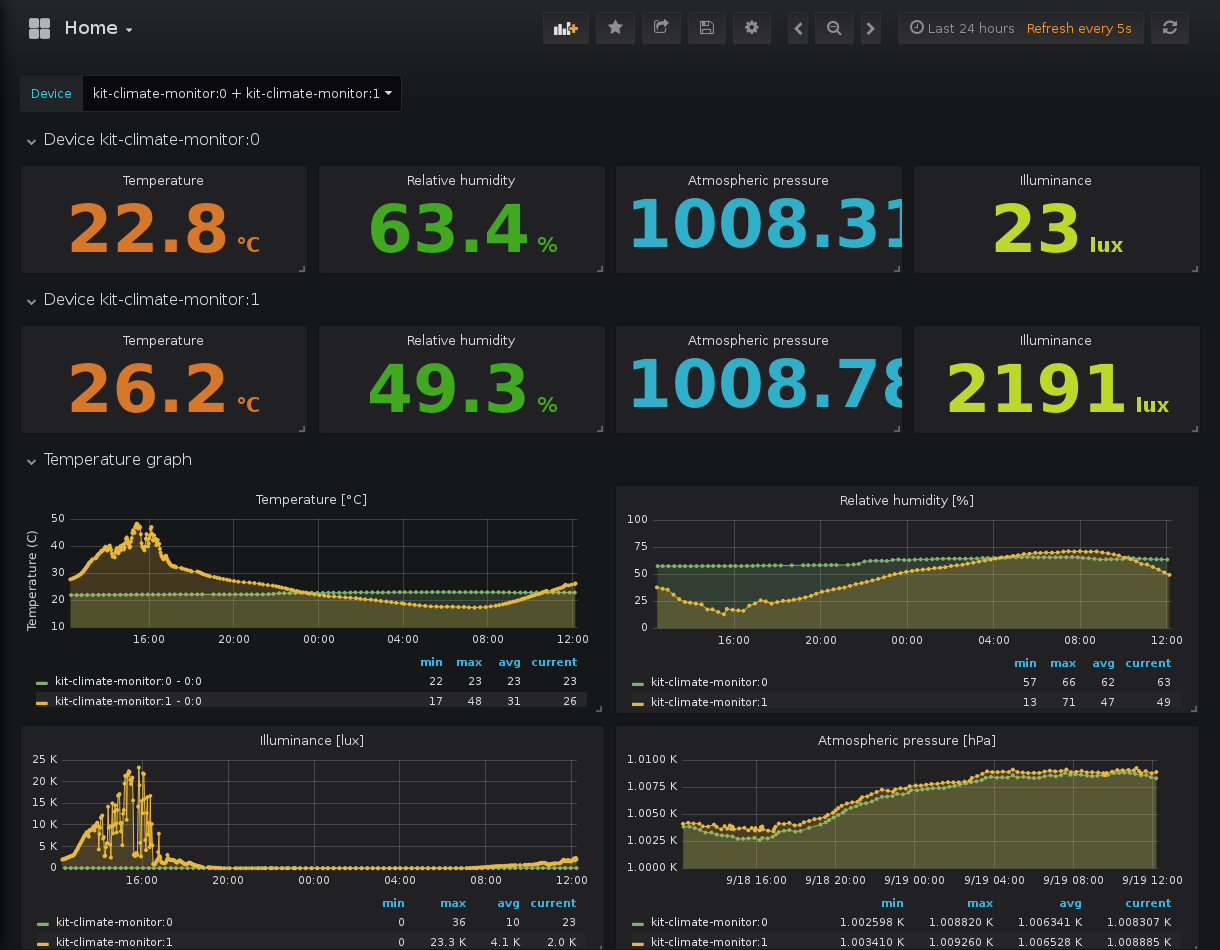 Home
Last 24 hours Refresh every 5s
Device kit-climate-monitor:0 + kit-climate-monitor:1
Device kit-climate-monitor:0
Temperature Relative humidity Atmospheric pressure Illuminance
22.8 °C 63.4 % 1008.31 23 lux
Device kit-climate-monitor:1
Temperature Relative humidity Atmospheric pressure Illuminance
26.2 °C 49.3 % 1008.78 2191 lux
Temperature graph
Temperature [°C]
Temperature (C)
50
40
30
20
10
16:00 20:00 00:00 04:00 08:00 12:00
min max avg current
kit-climate-monitor:0 - 0:0 22 23 23 23
kit-climate-monitor:1 - 0:0 17 48 31 26
Relative humidity [%]
100
75
50
25
0
16:00 20:00 00:00 04:00 08:00 12:00
min max avg current
kit-climate-monitor:0 57 66 62 63
kit-climate-monitor:1 13 71 47 49
Illuminance [lux]
25 K
20 K
15 K
10 K
5 K
0
16:00 20:00 00:00 04:00 08:00 12:00
min max avg current
kit-climate-monitor:0 0 36 10 23
kit-climate-monitor:1 0 23.3 K 4.1 K 2.0 K
Atmospheric pressure [hPa]
1.0100 K
1.0075 K
1.0050 K
1.0025 K
1.0000 K
9/18 16:00 9/18 20:00 9/19 00:00 9/19 04:00 9/19 08:00 9/19 12:00
min max avg current
kit-climate-monitor:0 1.002598 K 1.008820 K 1.006341 K 1.008307 K
kit-climate-monitor:1 1.003410 K 1.009260 K 1.006528 K 1.008885 K